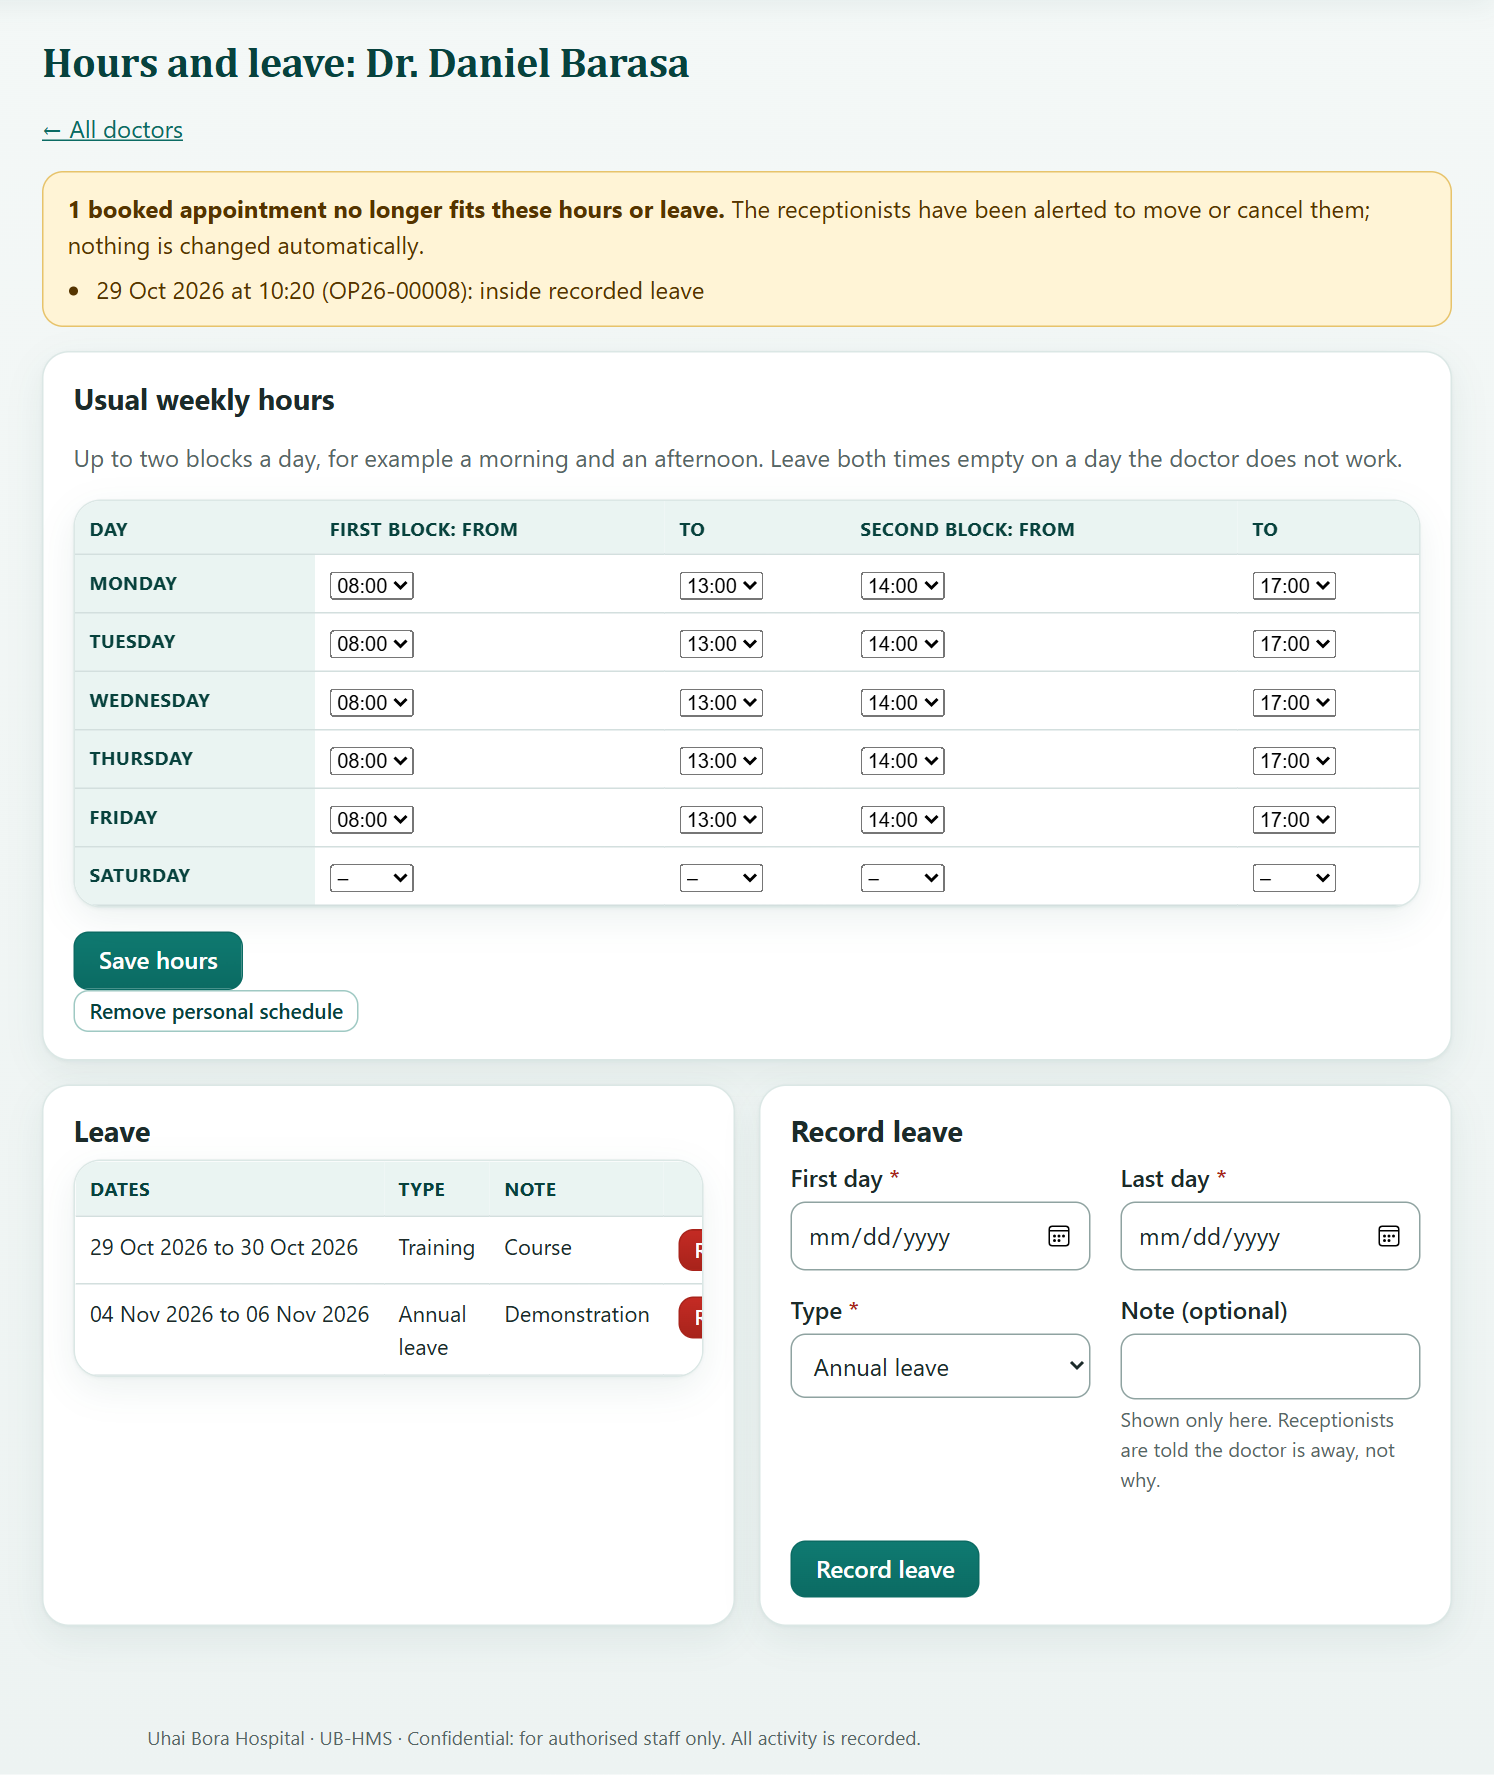 Hours and leave: Dr. Daniel Barasa
← All doctors
1 booked appointment no longer fits these hours or leave. The receptionists have been alerted to move or cancel them;
nothing is changed automatically.
• 29 Oct 2026 at 10:20 (OP26-00008): inside recorded leave
Usual weekly hours
Up to two blocks a day, for example a morning and an afternoon. Leave both times empty on a day the doctor does not work.
DAY FIRST BLOCK: FROM TO SECOND BLOCK: FROM TO
MONDAY 08:00 13:00 14:00 17:00
TUESDAY 08:00 13:00 14:00 17:00
WEDNESDAY 08:00 13:00 14:00 17:00
THURSDAY 08:00 13:00 14:00 17:00
FRIDAY 08:00 13:00 14:00 17:00
SATURDAY – – – –
Save hours
Remove personal schedule
Leave
DATES TYPE NOTE
29 Oct 2026 to 30 Oct 2026 Training Course
04 Nov 2026 to 06 Nov 2026 Annual leave Demonstration
Record leave
First day * Last day *
mm/dd/yyyy mm/dd/yyyy
Type * Note (optional)
Annual leave
Shown only here. Receptionists
are told the doctor is away, not
why.
Record leave
Uhai Bora Hospital · UB-HMS · Confidential: for authorised staff only. All activity is recorded.